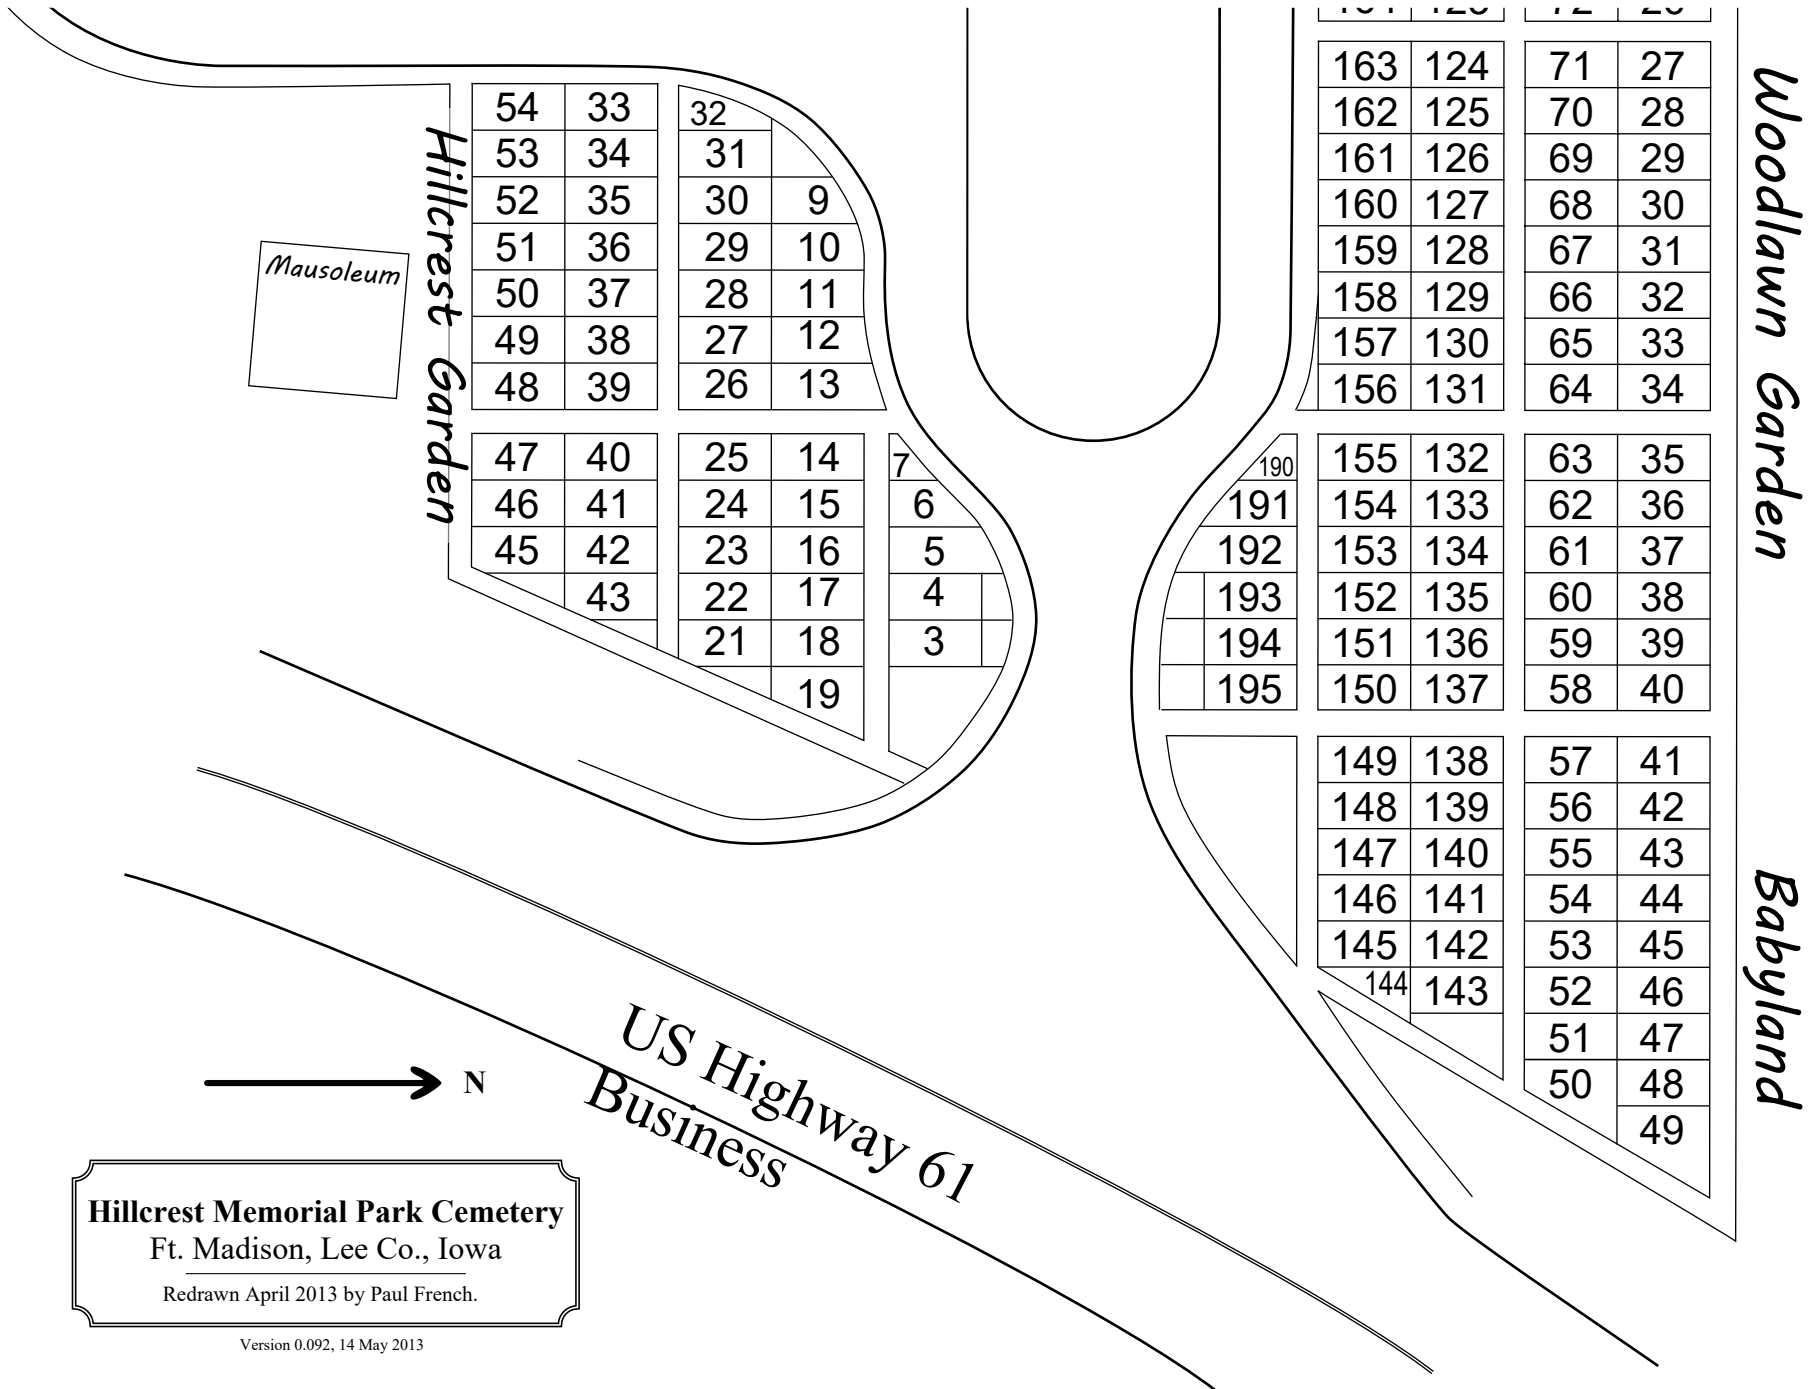 163 124 71 27
162 125 70 28
161 126 69 29
160 127 68 30
159 128 67 31
158 129 66 32
157 130 65 33
156 131 64 34
54 33 32
53 34 31
52 35 30 9
51 36 29 10
50 37 28 11
49 38 27 12
48 39 26 13
47 40 25 14 7
46 41 24 15 6
45 42 23 16 5
43 22 17 4
21 18 3
19
Hillcrest Garden
Mausoleum
190 155 132 63 35
191 154 133 62 36
192 153 134 61 37
193 152 135 60 38
194 151 136 59 39
195 150 137 58 40
149 138 57 41
148 139 56 42
147 140 55 43
146 141 54 44
145 142 53 45
144 143 52 46
51 47
50 48
49
Woodlawn Garden
Babyland
US Highway 61
Business
N
Hillcrest Memorial Park Cemetery
Ft. Madison, Lee Co., Iowa
Redrawn April 2013 by Paul French.
Version 0.092, 14 May 2013